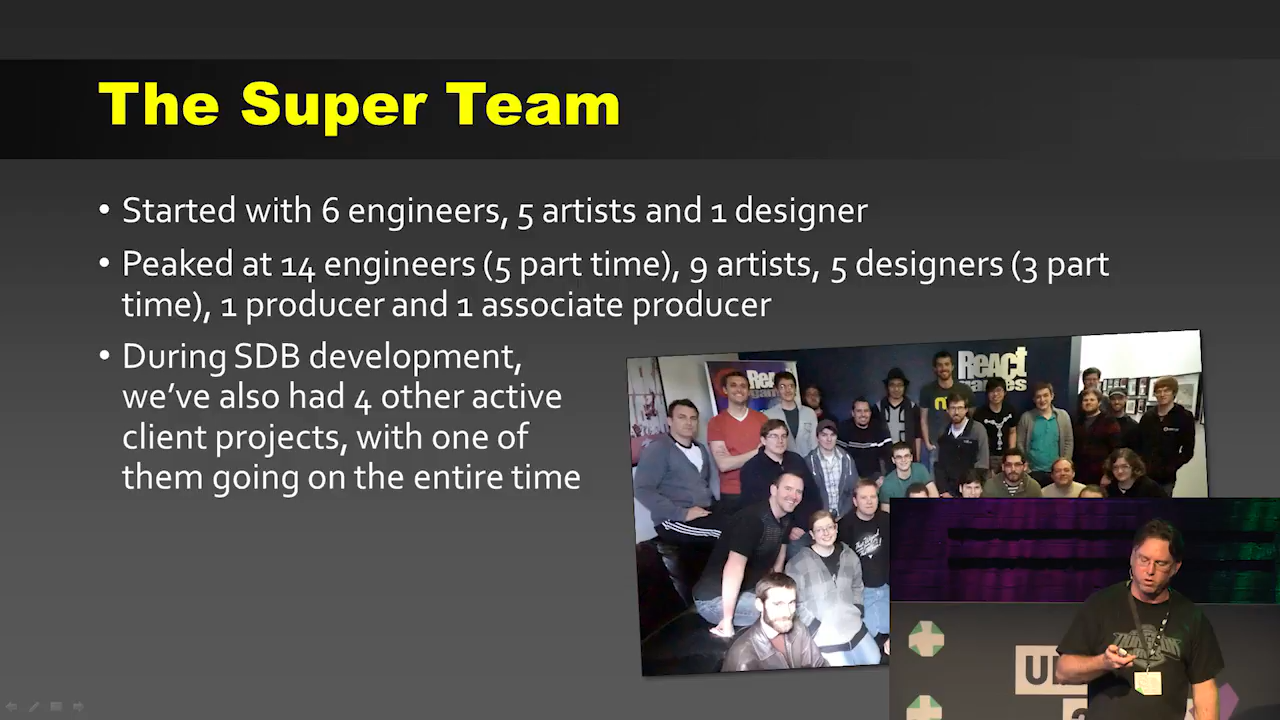 The Super Team
• Started with 6 engineers, 5 artists and 1 designer
• Peaked at 14 engineers (5 part time), 9 artists, 5 designers (3 part
time), 1 producer and 1 associate producer
• During SDB development,
we've also had 4 other active
client projects, with one of
them going on the entire time
React
games